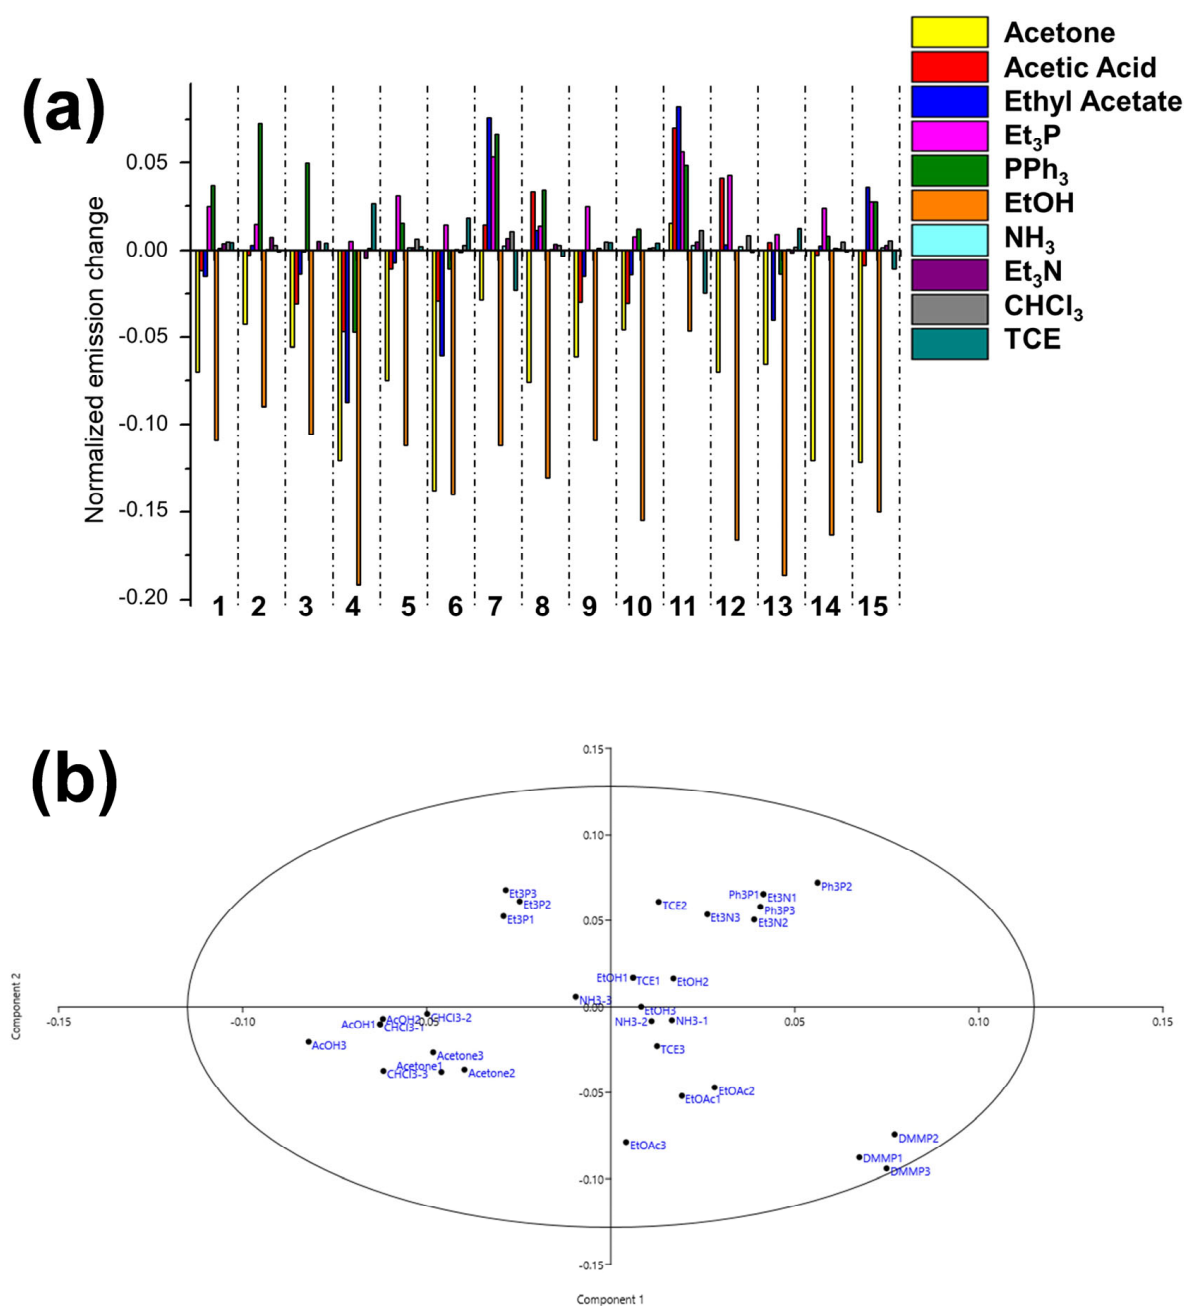 (a)
Acetone
Acetic Acid
Ethyl Acetate
Et3P
PPh3
EtOH
NH3
Et3N
CHCl3
TCE
Normalized emission change
0.05
0.00
-0.05
-0.10
-0.15
-0.20
1 2 3 4 5 6 7 8 9 10 11 12 13 14 15
(b)
0.15
0.10
Et3P3
Et3P2
Et3P1
Ph3P2
Ph3P1 Et3N1
Ph3P3
TCE2
Et3N3
Et3N2
0.05
EtOH1 TCE1
EtOH2
NH3-3
0.00
EtOH3
NH3-2
NH3-1
Component 2
-0.15
-0.10
-0.05
0.05
0.10
0.15
AcOH2
CHCl3-2
AcOH1
CHCl3-1
AcOH3
Acetone3
Acetone1
CHCl3-3
Acetone2
TCE3
EtOAc2
EtOAc1
-0.05
EtOAc3
DMMP2
DMMP1
DMMP3
-0.10
-0.15
Component 1